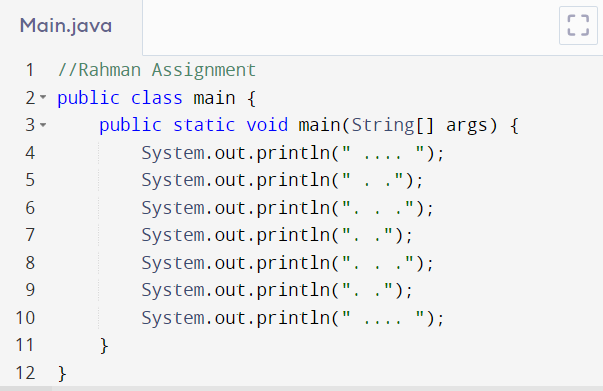 Main.java
1 //Rahman Assignment
2 public class main {
3 public static void main(String[] args) {
4 System.out.println(" .... ");
5 System.out.println(" . .");
6 System.out.println(". . .");
7 System.out.println(". .");
8 System.out.println(". . .");
9 System.out.println(". .");
10 System.out.println(" .... ");
11 }
12 }